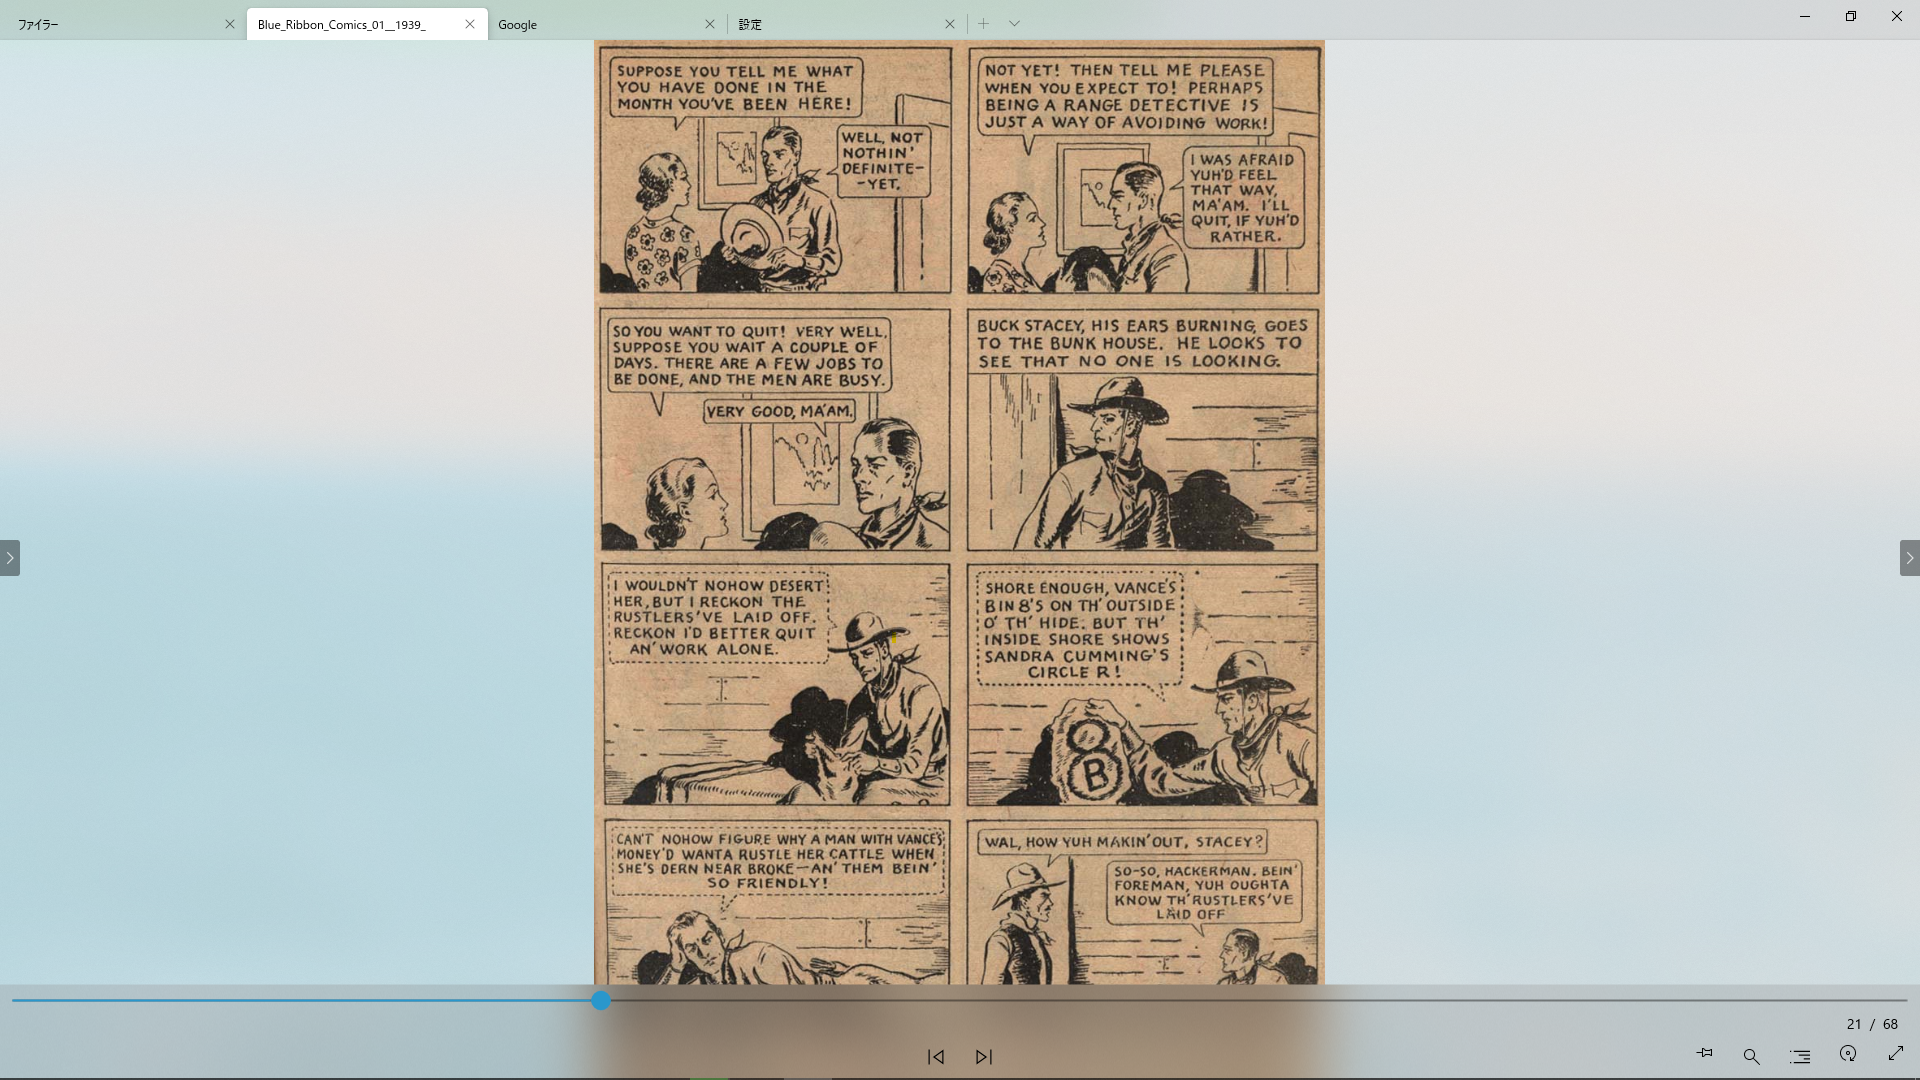 ファイラー
Blue_Ribbon_Comics_01__1939_
Google
設定
SUPPOSE YOU TELL ME WHAT
YOU HAVE DONE IN THE
MONTH YOU'VE BEEN HERE!
WELL, NOT
NOTHIN'
DEFINITE-
-YET.
NOT YET! THEN TELL ME PLEASE
WHEN YOU EXPECT TO! PERHAPS
BEING A RANGE DETECTIVE IS
JUST A WAY OF AVOIDING WORK!
I WAS AFRAID
YUH'D FEEL
THAT WAY,
MA'AM. I'LL
QUIT, IF YUH'D
RATHER.
SO YOU WANT TO QUIT! VERY WELL,
SUPPOSE YOU WAIT A COUPLE OF
DAYS. THERE ARE A FEW JOBS TO
BE DONE, AND THE MEN ARE BUSY.
VERY GOOD, MA'AM.
BUCK STACEY, HIS EARS BURNING, GOES
TO THE BUNK HOUSE. HE LOOKS TO
SEE THAT NO ONE IS LOOKING.
I WOULDN'T NOHOW DESERT
HER, BUT I RECKON THE
RUSTLERS'VE LAID OFF.
RECKON I'D BETTER QUIT
AN' WORK ALONE.
SHORE ENOUGH, VANCE'S
BIN 8'S ON TH' OUTSIDE
O' TH' HIDE. BUT TH'
INSIDE SHORE SHOWS
SANDRA CUMMING'S
CIRCLE R!
8
B
CAN'T NOHOW FIGURE WHY A MAN WITH VANCE'S
MONEY'D WANTA RUSTLE HER CATTLE WHEN
SHE'S DERN NEAR BROKE—AN' THEM BEIN'
SO FRIENDLY!
WAL, HOW YUH MAKIN' OUT, STACEY?
SO-SO, HACKERMAN. BEIN'
FOREMAN, YUH OUGHTA
KNOW TH' RUSTLERS'VE
LAID OFF
21 / 68